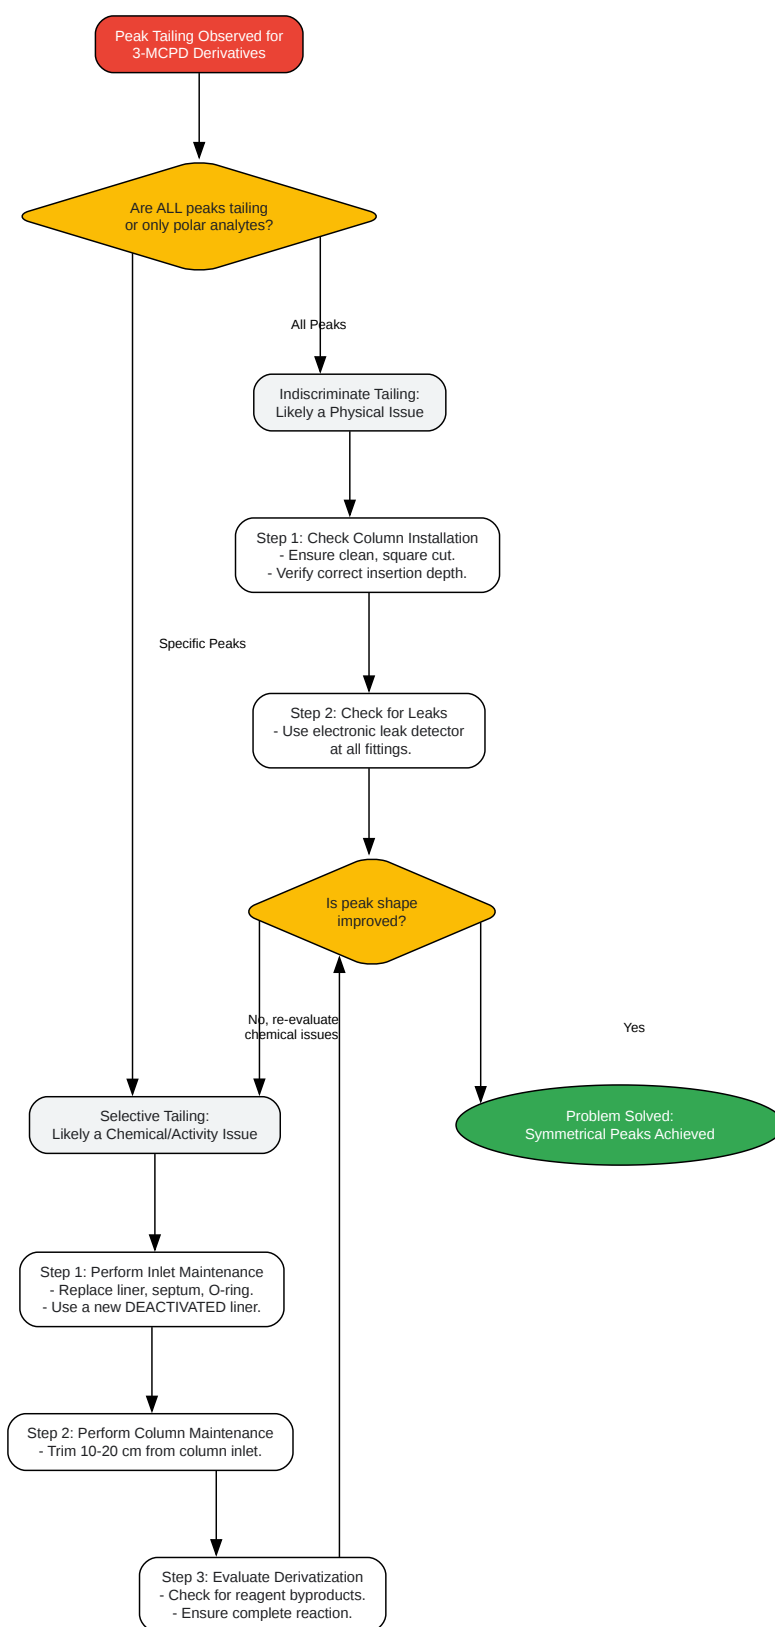 Peak Tailing Observed for
3-MCPD Derivatives
Are ALL peaks tailing
or only polar analytes?
All Peaks
Indiscriminate Tailing:
Likely a Physical Issue
Step 1: Check Column Installation
- Ensure clean, square cut.
- Verify correct insertion depth.
Specific Peaks
Step 2: Check for Leaks
- Use electronic leak detector
at all fittings.
Is peak shape
improved?
No, re-evaluate
chemical issues
Yes
Selective Tailing:
Likely a Chemical/Activity Issue
Problem Solved:
Symmetrical Peaks Achieved
Step 1: Perform Inlet Maintenance
- Replace liner, septum, O-ring.
- Use a new DEACTIVATED liner.
Step 2: Perform Column Maintenance
- Trim 10-20 cm from column inlet.
Step 3: Evaluate Derivatization
- Check for reagent byproducts.
- Ensure complete reaction.